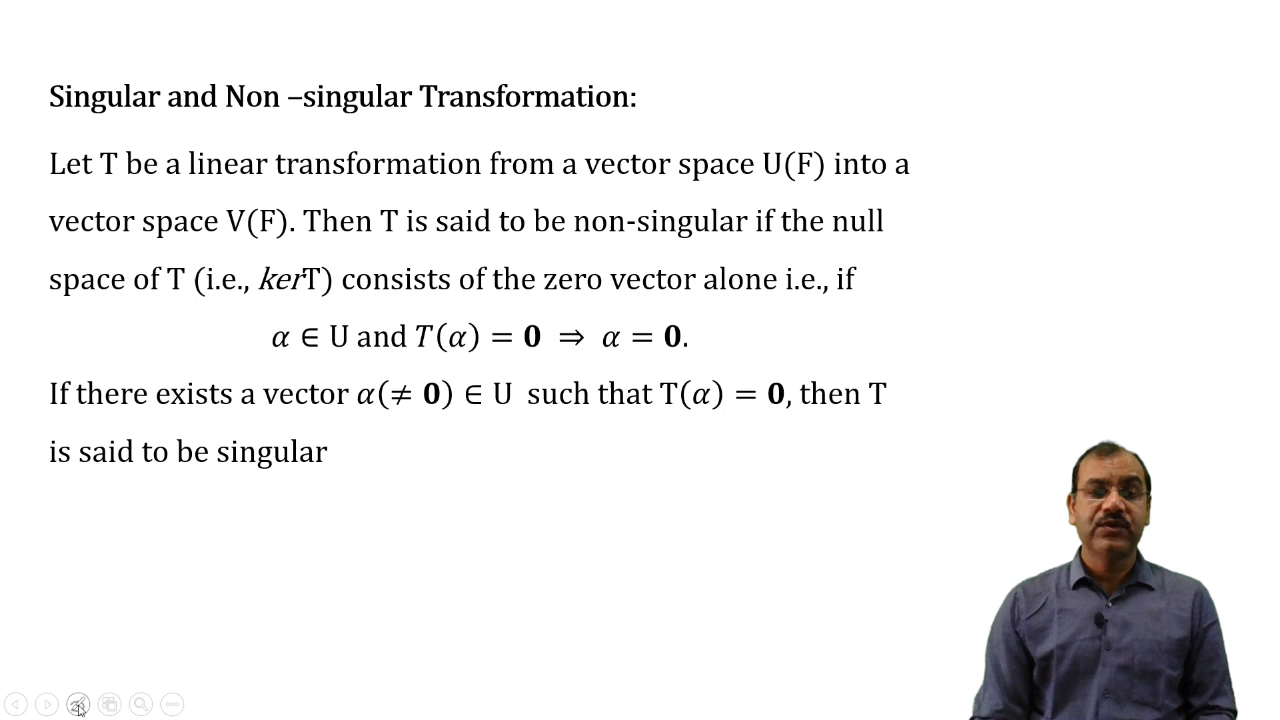 Singular and Non –singular Transformation:
Let T be a linear transformation from a vector space U(F) into a
vector space V(F). Then T is said to be non-singular if the null
space of T (i.e., kerT) consists of the zero vector alone i.e., if
α ∈ U and T(α) = 0 ⇒ α = 0.
If there exists a vector α(≠ 0) ∈ U such that T(α) = 0, then T
is said to be singular